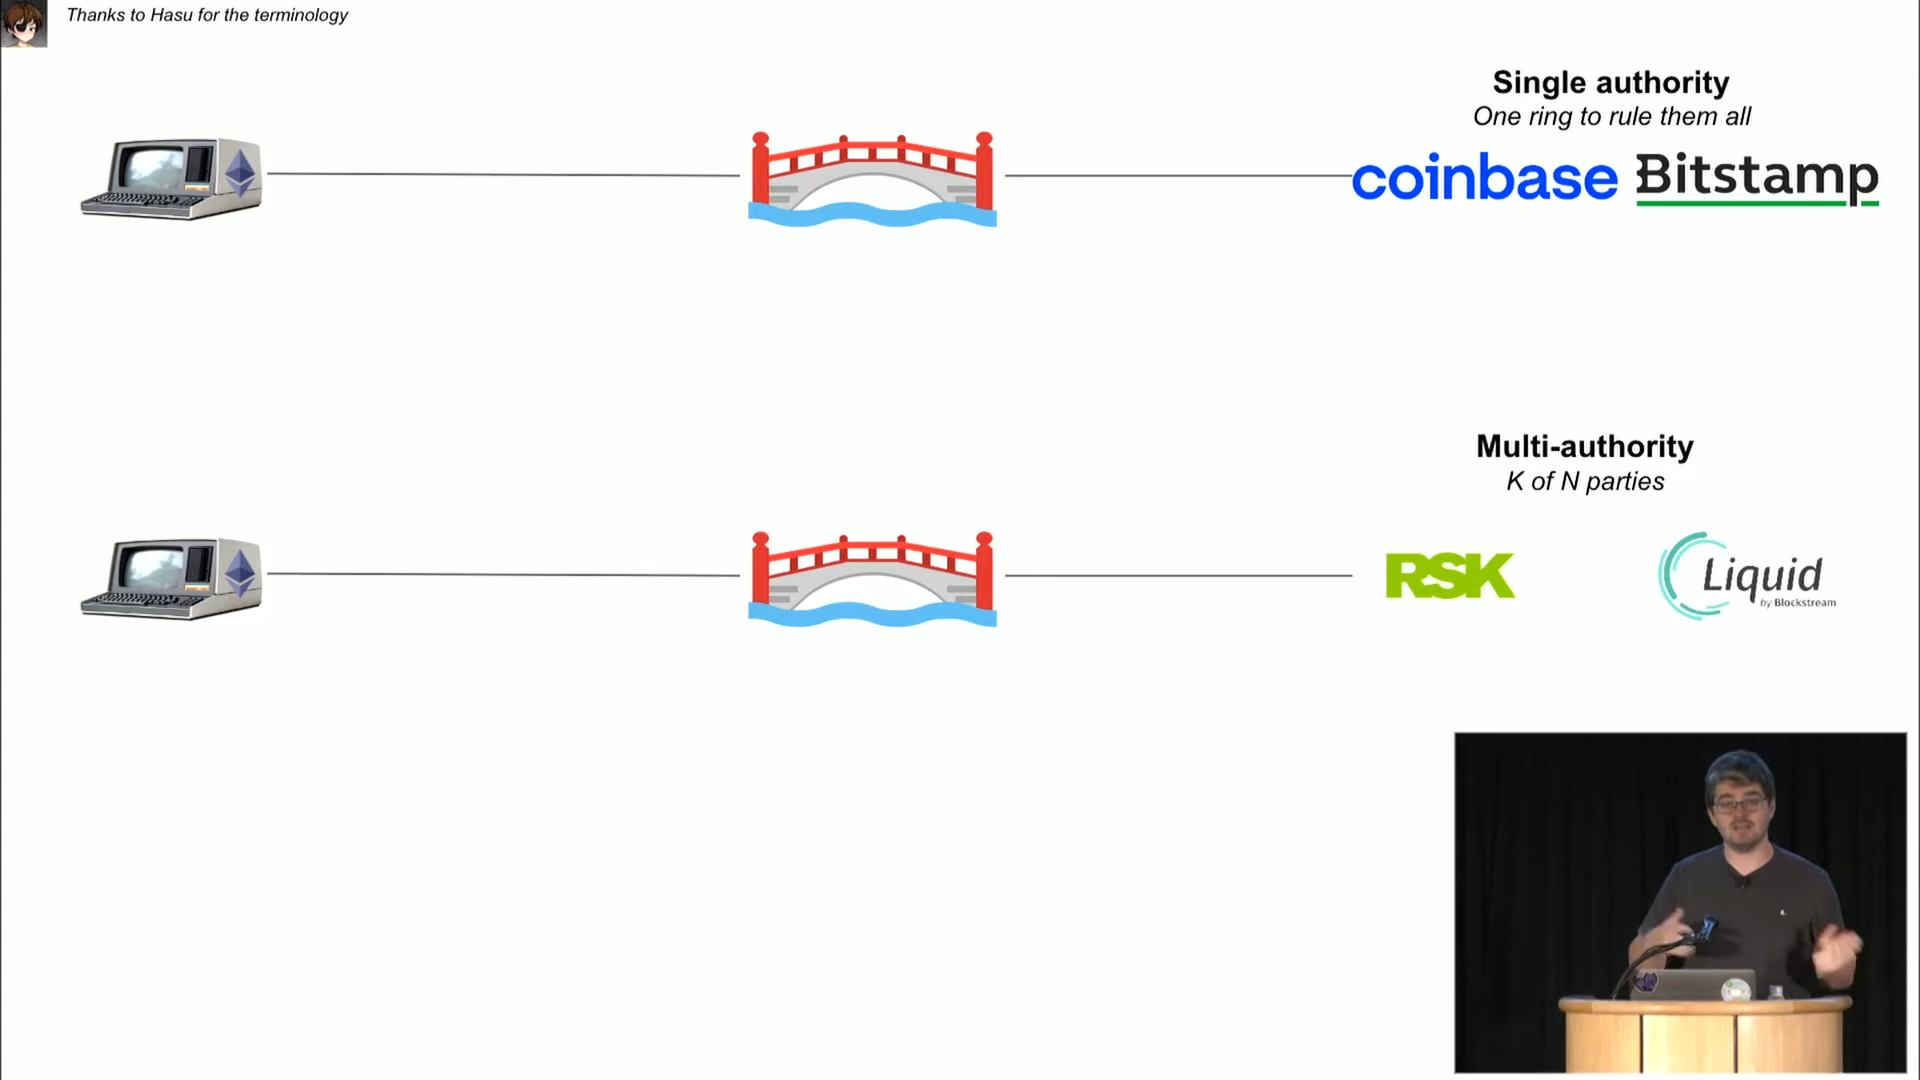 Thanks to Hasu for the terminology
Single authority
One ring to rule them all
coinbase Bitstamp
Multi-authority
K of N parties
RSK
Liquid
by Blockstream